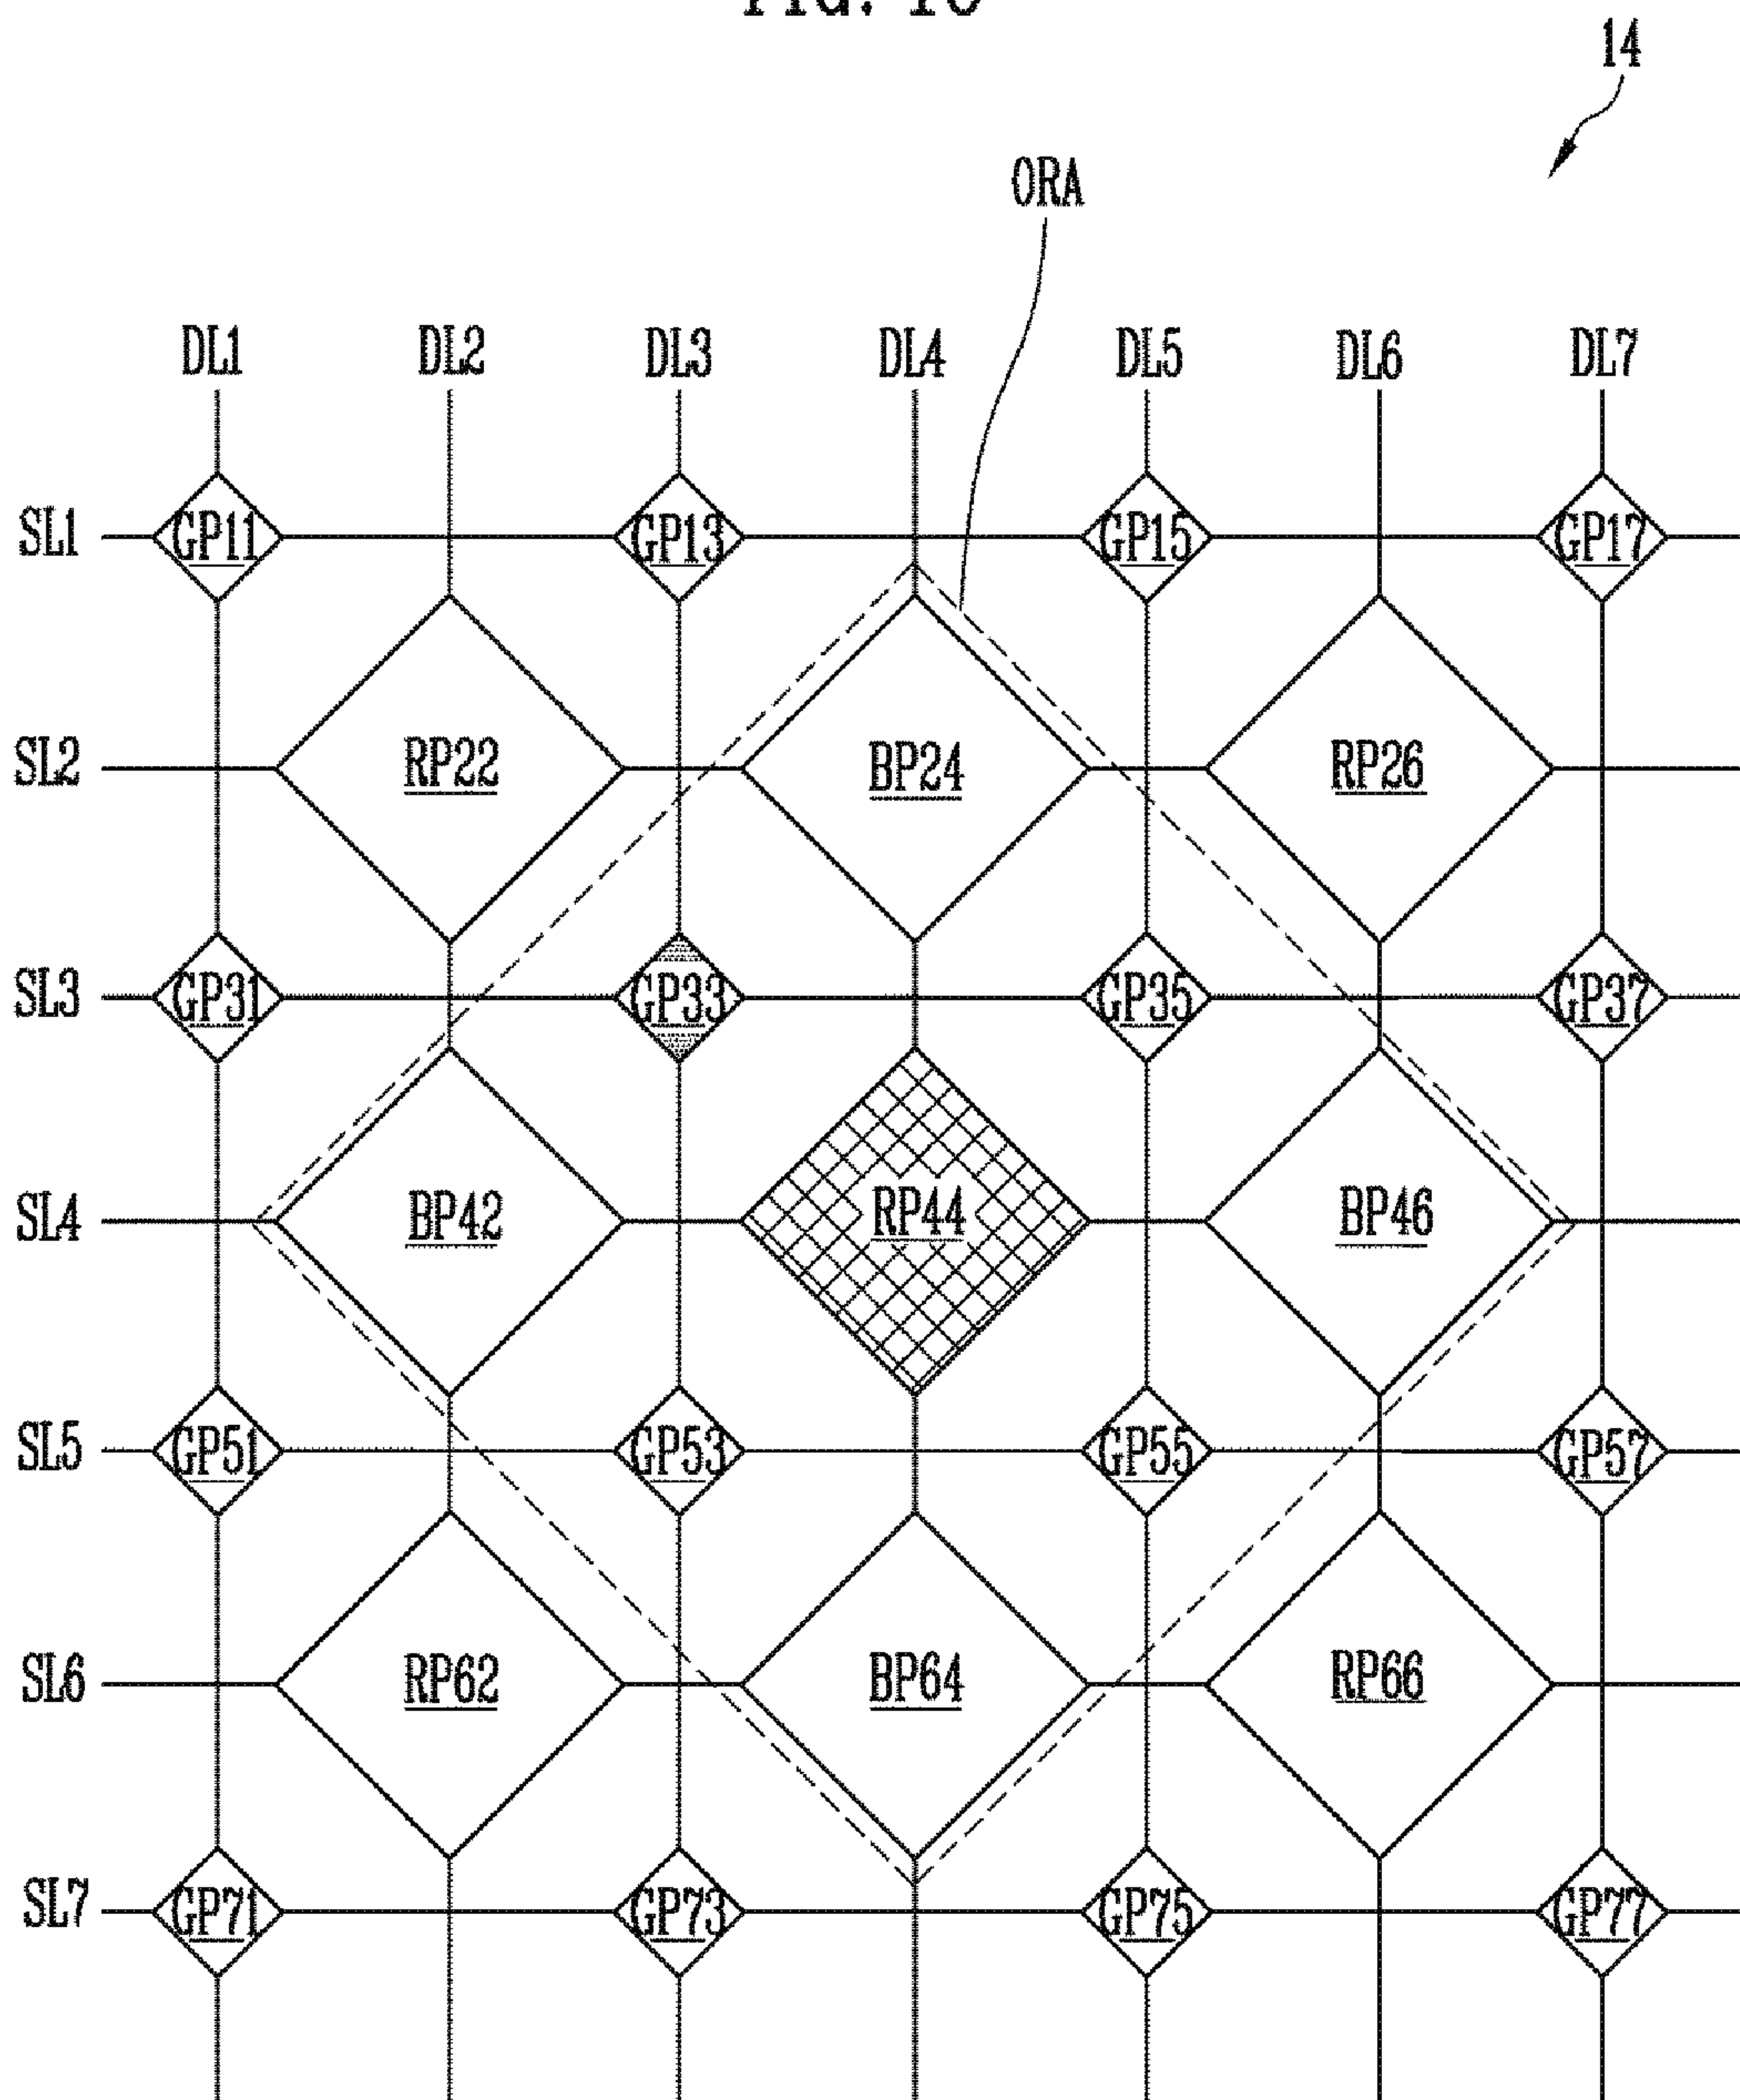 14
ORA
DL1 DL2 DL3 DL4 DL5 DL6 DL7
SL1 GP11 GP13 GP15 GP17
SL2 RP22 BP24 RP26
SL3 GP31 GP33 GP35 GP37
SL4 BP42 RP44 BP46
SL5 GP51 GP53 GP55 GP57
SL6 RP62 BP64 RP66
SL7 GP71 GP73 GP75 GP77